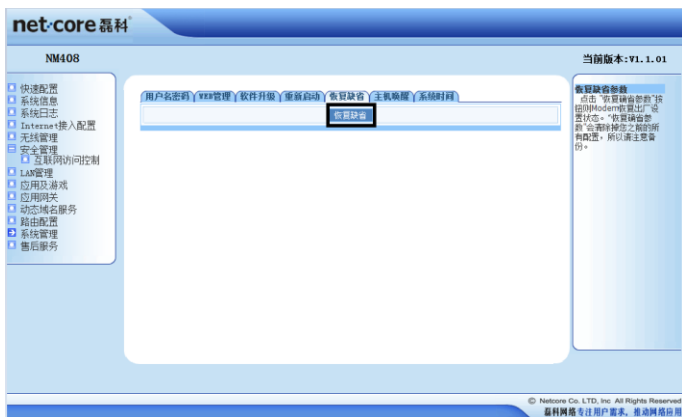 net·core磊科
NM408
当前版本:V1.1.01
快速配置
系统信息
系统日志
Internet接入配置
无线管理
安全管理
互联网访问控制
LAN管理
应用及游戏
应用网关
动态域名服务
路由配置
系统管理
售后服务
用户名密码 WEB管理 软件升级 重新启动 恢复缺省 主机唤醒 系统时间
恢复缺省
恢复缺省参数
点击"恢复确省参数"按
钮则Modem恢复出厂设
置状态。"恢复确省参
数"会清除掉您之前的所
有配置，所以请注意备
份。
© Netcore Co. LTD, Inc All Rights Reserved
磊科网络专注用户需求，推动网络应用